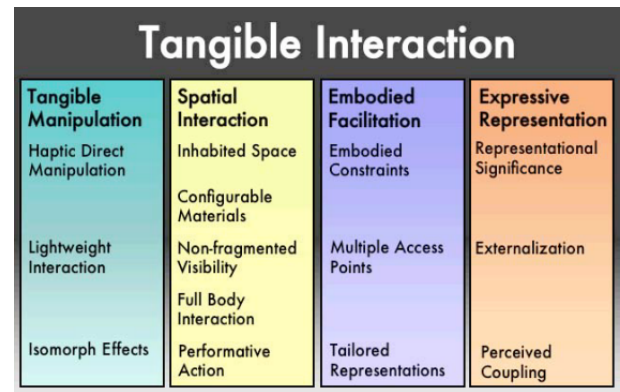 Tangible Interaction
Tangible
Manipulation
Haptic Direct
Manipulation
Lightweight
Interaction
Isomorph Effects
Spatial
Interaction
Inhabited Space
Configurable
Materials
Non-fragmented
Visibility
Full Body
Interaction
Performative
Action
Embodied
Facilitation
Embodied
Constraints
Multiple Access
Points
Tailored
Representations
Expressive
Representation
Representational
Significance
Externalization
Perceived
Coupling